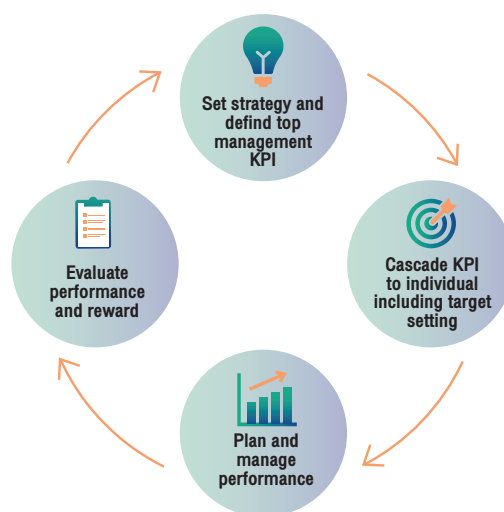 Set strategy and
defind top
management
KPI
Cascade KPI
to individual
including target
setting
Plan and
manage
performance
Evaluate
performance
and reward